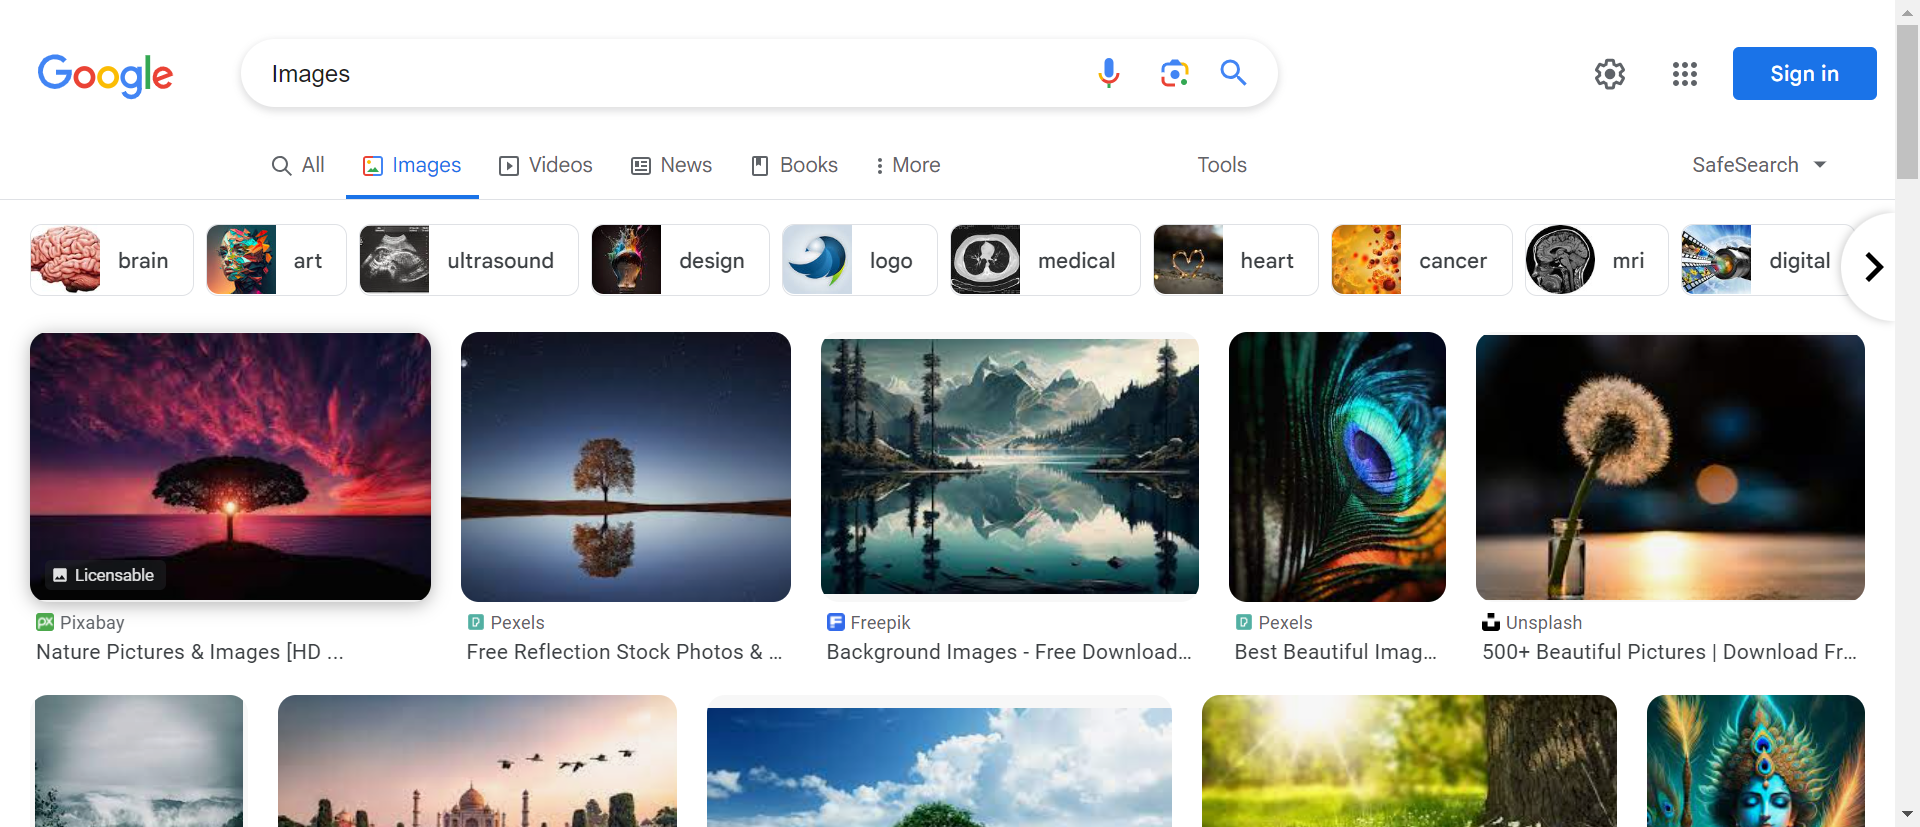 Google
Images
Sign in
All
Images
Videos
News
Books
More
Tools
SafeSearch
brain
art
ultrasound
design
logo
medical
heart
cancer
mri
digital
Licensable
Pixabay
Nature Pictures & Images [HD ...
Pexels
Free Reflection Stock Photos & ...
Freepik
Background Images - Free Download...
Pexels
Best Beautiful Imag...
Unsplash
500+ Beautiful Pictures | Download Fr...